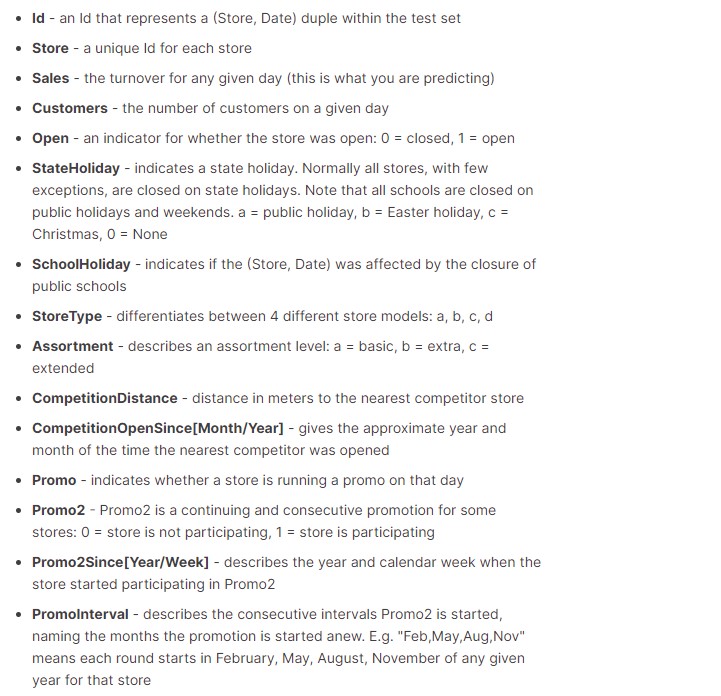 • Id - an Id that represents a (Store, Date) duple within the test set
• Store - a unique Id for each store
• Sales - the turnover for any given day (this is what you are predicting)
• Customers - the number of customers on a given day
• Open - an indicator for whether the store was open: 0 = closed, 1 = open
• StateHoliday - indicates a state holiday. Normally all stores, with few
exceptions, are closed on state holidays. Note that all schools are closed on
public holidays and weekends. a = public holiday, b = Easter holiday, c =
Christmas, 0 = None
• SchoolHoliday - indicates if the (Store, Date) was affected by the closure of
public schools
• StoreType - differentiates between 4 different store models: a, b, c, d
• Assortment - describes an assortment level: a = basic, b = extra, c =
extended
• CompetitionDistance - distance in meters to the nearest competitor store
• CompetitionOpenSince[Month/Year] - gives the approximate year and
month of the time the nearest competitor was opened
• Promo - indicates whether a store is running a promo on that day
• Promo2 - Promo2 is a continuing and consecutive promotion for some
stores: 0 = store is not participating, 1 = store is participating
• Promo2Since[Year/Week] - describes the year and calendar week when the
store started participating in Promo2
• PromoInterval - describes the consecutive intervals Promo2 is started,
naming the months the promotion is started anew. E.g. "Feb,May,Aug,Nov"
means each round starts in February, May, August, November of any given
year for that store